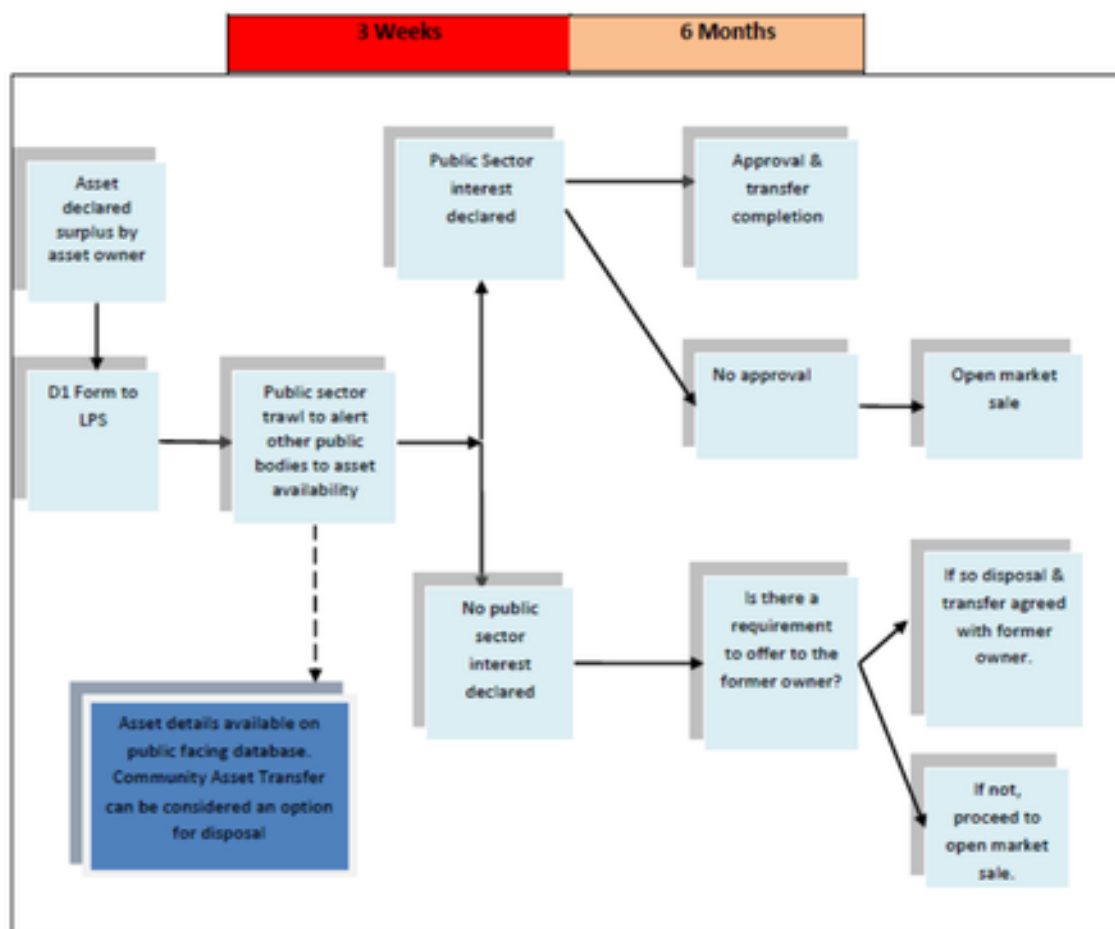 3 Weeks
6 Months
Asset
declared
surplus by
asset owner
D1 Form to
LPS
Public sector
trawl to alert
other public
bodies to asset
availability
Asset details available on
public facing database.
Community Asset Transfer
can be considered an option
for disposal
Public Sector
interest
declared
Approval &
transfer
completion
No approval
Open market
sale
No public
sector
interest
declared
Is there a
requirement
to offer to the
former owner?
If so disposal &
transfer agreed
with former
owner.
If not,
proceed to
open market
sale.